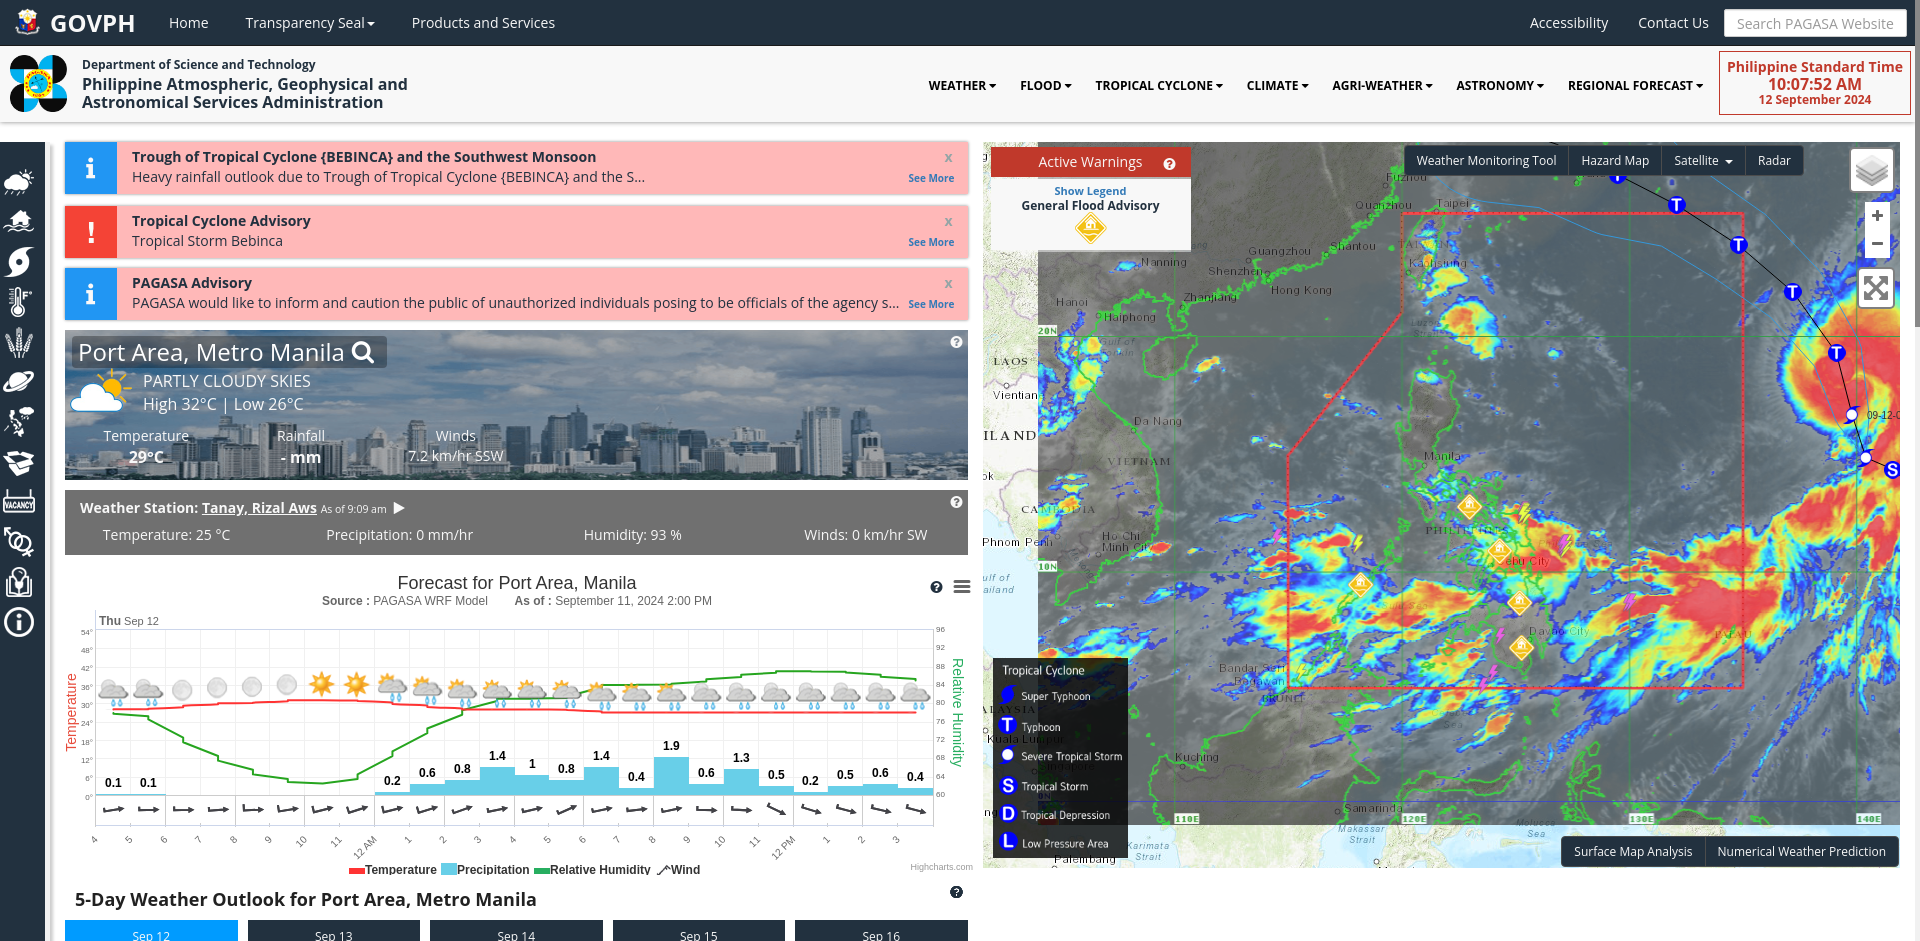 GOVPH
Home
Transparency Seal
Products and Services
Accessibility
Contact Us
Search PAGASA Website
Department of Science and Technology
Philippine Atmospheric, Geophysical and
Astronomical Services Administration
WEATHER
FLOOD
TROPICAL CYCLONE
CLIMATE
AGRI-WEATHER
ASTRONOMY
REGIONAL FORECAST
Philippine Standard Time
10:07:52 AM
12 September 2024
VACANCY
Trough of Tropical Cyclone {BEBINCA} and the Southwest Monsoon
x
Heavy rainfall outlook due to Trough of Tropical Cyclone {BEBINCA} and the S...
See More
Tropical Cyclone Advisory
x
Tropical Storm Bebinca
See More
PAGASA Advisory
x
PAGASA would like to inform and caution the public of unauthorized individuals posing to be officials of the agency s...
See More
Port Area, Metro Manila
PARTLY CLOUDY SKIES
High 32°C | Low 26°C
Temperature
Rainfall
Winds
29°C
- mm
7.2 km/hr SSW
Weather Station: Tanay, Rizal Aws As of 9:09 am
Temperature: 25 °C
Precipitation: 0 mm/hr
Humidity: 93 %
Winds: 0 km/hr SW
Forecast for Port Area, Manila
Source : PAGASA WRF Model As of : September 11, 2024 2:00 PM
Thu Sep 12
Temperature
54°
48°
42°
36°
30°
24°
18°
12°
6°
0°
96
92
88
84
80
76
72
68
64
60
Relative Humidity
0.1
0.1
0.2
0.6
0.8
1.4
1
0.8
1.4
0.4
1.9
0.6
1.3
0.5
0.2
0.5
0.6
0.4
4
5
6
7
8
9
10
11
12 AM
1
2
3
4
5
6
7
8
9
10
11
12 PM
1
2
3
Temperature
Precipitation
Relative Humidity
Wind
Highcharts.com
5-Day Weather Outlook for Port Area, Metro Manila
Sep 12
Sep 13
Sep 14
Sep 15
Sep 16
Active Warnings
Show Legend
General Flood Advisory
Weather Monitoring Tool
Hazard Map
Satellite
Radar
+
−
Fuzhou
Quanzhou
Taipei
Shantou
Guangzhou
TAIWAN
Kaohsiung
Nanning
Shenzhen
Hong Kong
Zhanjiang
Hanoi
Haiphong
20N
Gulf of
Tonkin
LAOS
Vientian
Da Nang
ILAND
VIETNAM
Manila
09-12-0
ok
CAMBODIA
PHILIPPINES
Phnom Penh
Ho Chi
Minh City
Cebu City
10N
ulf of
ailand
Davao City
PALAU
Bandar Seri
Begawan
BRUNEI
ALAYSIA
Kuala Lumpur
Kuching
Samarinda
110E
120E
130E
140E
Makassar
Strait
Molucca
Sea
Karimata
Strait
Palembang
Tropical Cyclone
Super Typhoon
T Typhoon
Severe Tropical Storm
S Tropical Storm
D Tropical Depression
L Low Pressure Area
T
T
T
T
T
S
Surface Map Analysis
Numerical Weather Prediction